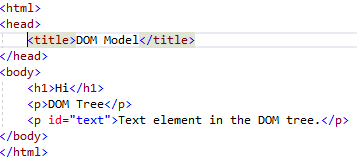 <html>
<head>
    <title>DOM Model</title>
</head>
<body>
    <h1>Hi</h1>
    <p>DOM Tree</p>
    <p id="text">Text element in the DOM tree.</p>
</body>
</html>